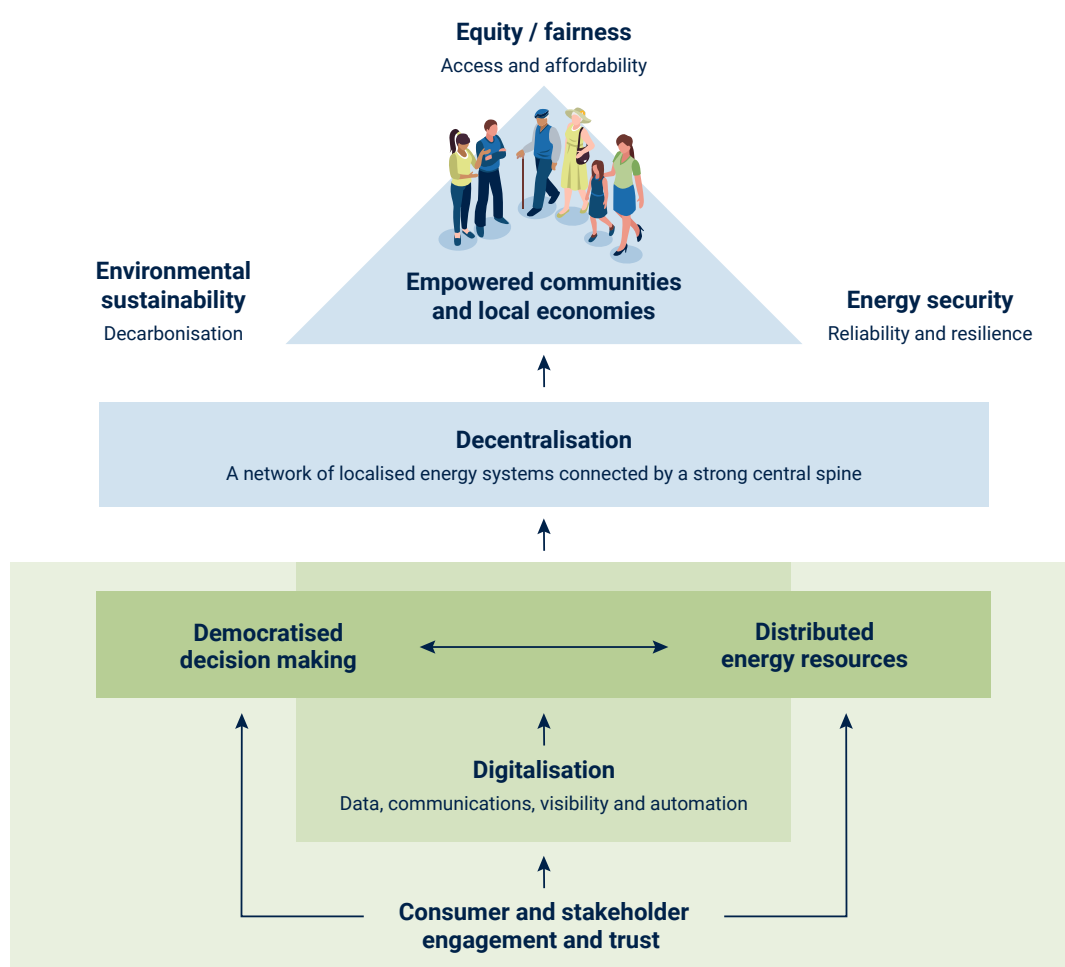 Equity / fairness
Access and affordability
Environmental
sustainability
Decarbonisation
Empowered communities
and local economies
Energy security
Reliability and resilience
Decentralisation
A network of localised energy systems connected by a strong central spine
Democratised
decision making
Distributed
energy resources
Digitalisation
Data, communications, visibility and automation
Consumer and stakeholder
engagement and trust